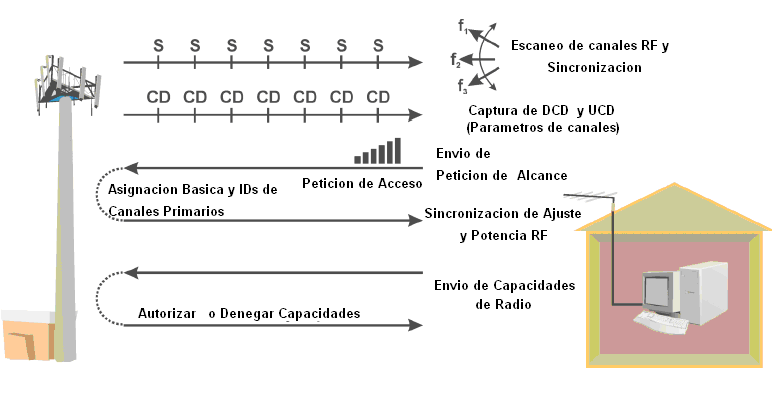 S S S S S S S
f1
f2
f3
Escaneo de canales RF y
Sincronizacion
CD CD CD CD CD CD CD
Captura de DCD y UCD
(Parametros de canales)
Envio de
Peticion de Alcance
Peticion de Acceso
Asignacion Basica y IDs de
Canales Primarios
Sincronizacion de Ajuste
y Potencia RF
Envio de Capacidades
de Radio
Autorizar o Denegar Capacidades